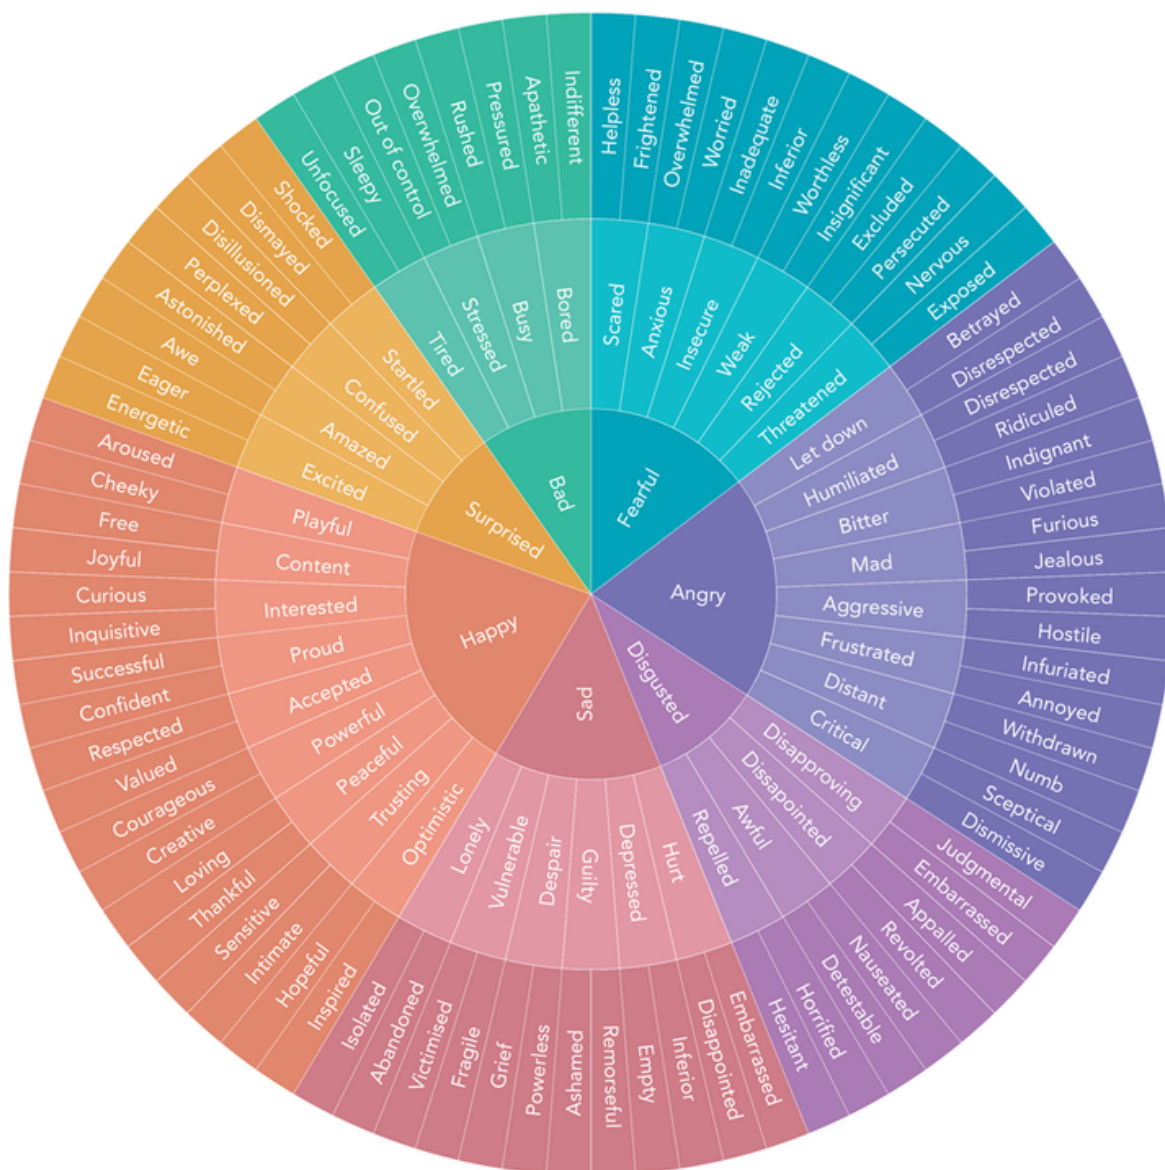 Fearful
Angry
Disgusted
Sad
Happy
Surprised
Bad
Scared
Anxious
Insecure
Weak
Rejected
Threatened
Let down
Humiliated
Bitter
Mad
Aggressive
Frustrated
Distant
Critical
Disapproving
Dissapointed
Awful
Repelled
Hurt
Depressed
Guilty
Despair
Vulnerable
Lonely
Optimistic
Trusting
Peaceful
Powerful
Accepted
Proud
Interested
Content
Playful
Excited
Amazed
Confused
Startled
Tired
Stressed
Busy
Bored
Helpless
Frightened
Overwhelmed
Worried
Inadequate
Inferior
Worthless
Insignificant
Excluded
Persecuted
Nervous
Exposed
Betrayed
Disrespected
Disrespected
Ridiculed
Indignant
Violated
Furious
Jealous
Provoked
Hostile
Infuriated
Annoyed
Withdrawn
Numb
Sceptical
Dismissive
Judgmental
Embarrassed
Appalled
Revolted
Nauseated
Detestable
Horrified
Hesitant
Embarrassed
Disappointed
Inferior
Empty
Remorseful
Ashamed
Powerless
Grief
Fragile
Victimised
Abandoned
Isolated
Inspired
Hopeful
Intimate
Sensitive
Thankful
Loving
Creative
Courageous
Valued
Respected
Confident
Successful
Inquisitive
Curious
Joyful
Free
Cheeky
Aroused
Energetic
Eager
Awe
Astonished
Perplexed
Disillusioned
Dismayed
Shocked
Unfocused
Sleepy
Out of control
Overwhelmed
Rushed
Pressured
Apathetic
Indifferent